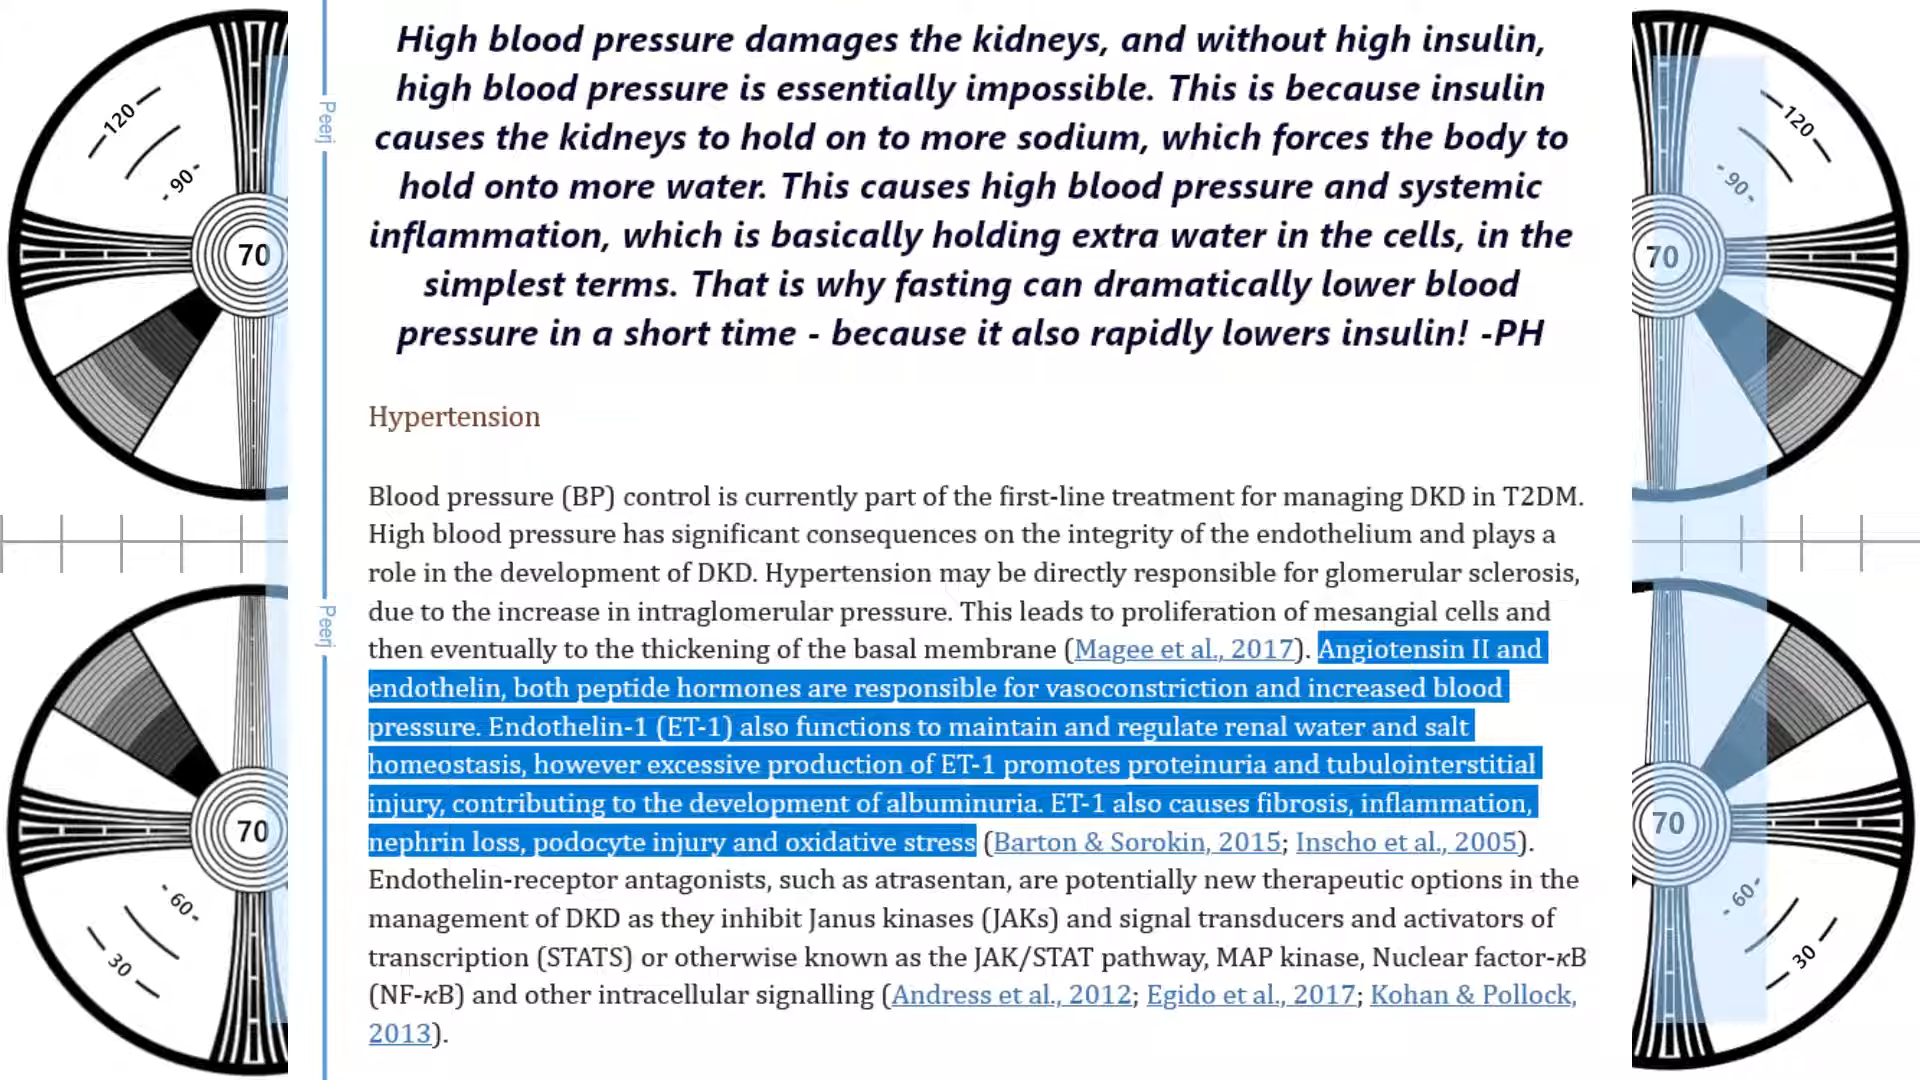 High blood pressure damages the kidneys, and without high insulin,
high blood pressure is essentially impossible. This is because insulin
causes the kidneys to hold on to more sodium, which forces the body to
hold onto more water. This causes high blood pressure and systemic
inflammation, which is basically holding extra water in the cells, in the
simplest terms. That is why fasting can dramatically lower blood
pressure in a short time - because it also rapidly lowers insulin! -PH
Hypertension
Blood pressure (BP) control is currently part of the first-line treatment for managing DKD in T2DM.
High blood pressure has significant consequences on the integrity of the endothelium and plays a
role in the development of DKD. Hypertension may be directly responsible for glomerular sclerosis,
due to the increase in intraglomerular pressure. This leads to proliferation of mesangial cells and
then eventually to the thickening of the basal membrane (Magee et al., 2017). Angiotensin II and
endothelin, both peptide hormones are responsible for vasoconstriction and increased blood
pressure. Endothelin-1 (ET-1) also functions to maintain and regulate renal water and salt
homeostasis, however excessive production of ET-1 promotes proteinuria and tubulointerstitial
injury, contributing to the development of albuminuria. ET-1 also causes fibrosis, inflammation,
nephrin loss, podocyte injury and oxidative stress (Barton & Sorokin, 2015; Inscho et al., 2005).
Endothelin-receptor antagonists, such as atrasentan, are potentially new therapeutic options in the
management of DKD as they inhibit Janus kinases (JAKs) and signal transducers and activators of
transcription (STATS) or otherwise known as the JAK/STAT pathway, MAP kinase, Nuclear factor-κB
(NF-κB) and other intracellular signalling (Andress et al., 2012; Egido et al., 2017; Kohan & Pollock,
2013).
Peerj
Peerj
120
-90-
70
120
-90-
70
70
-60-
30
70
-60-
30